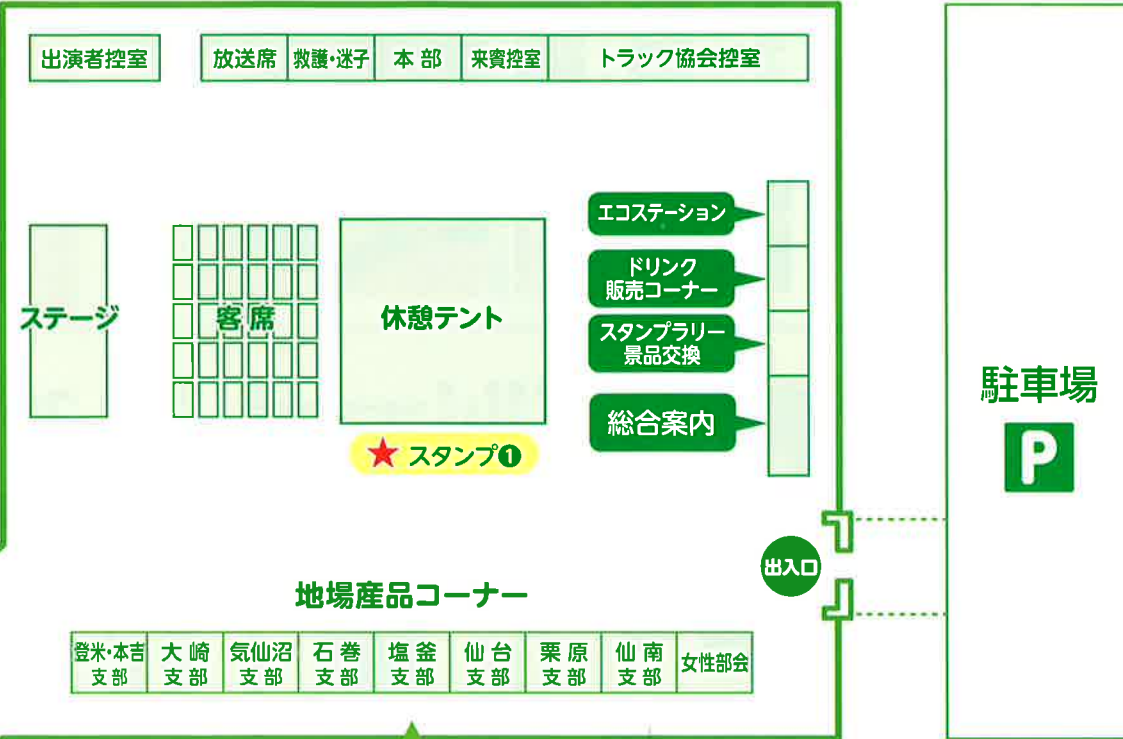 出演者控室
放送席
救護・迷子
本部
来賓控室
トラック協会控室
エコステーション
ドリンク
販売コーナー
スタンプラリー
景品交換
総合案内
ステージ
客席
休憩テント
★ スタンプ❶
駐車場
P
出入口
地場産品コーナー
登米・本吉
支部
大崎
支部
気仙沼
支部
石巻
支部
塩釜
支部
仙台
支部
栗原
支部
仙南
支部
女性部会